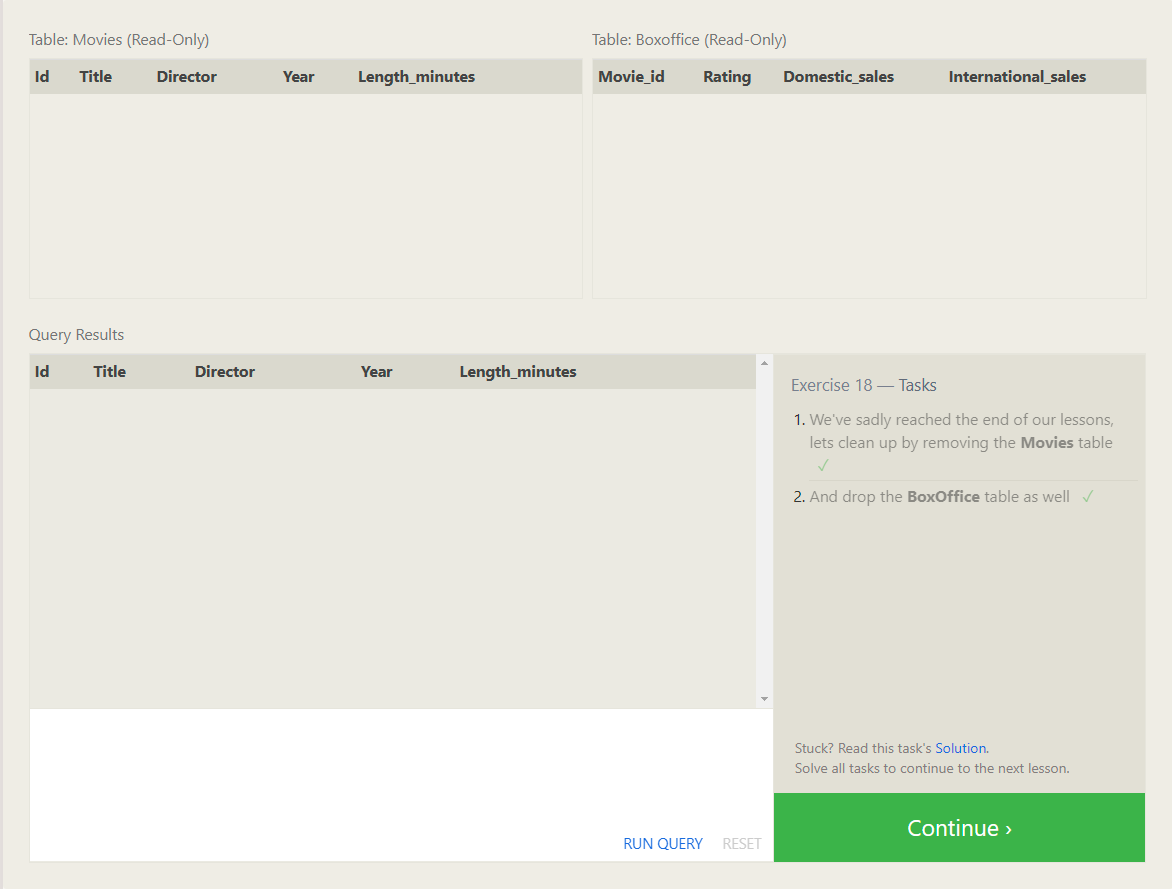 Table: Movies (Read-Only)
Id Title Director Year Length_minutes
Table: Boxoffice (Read-Only)
Movie_id Rating Domestic_sales International_sales
Query Results
Id Title Director Year Length_minutes
RUN QUERY RESET
Exercise 18 — Tasks
1. We've sadly reached the end of our lessons,
lets clean up by removing the Movies table
✓
2. And drop the BoxOffice table as well ✓
Stuck? Read this task's Solution.
Solve all tasks to continue to the next lesson.
Continue ›